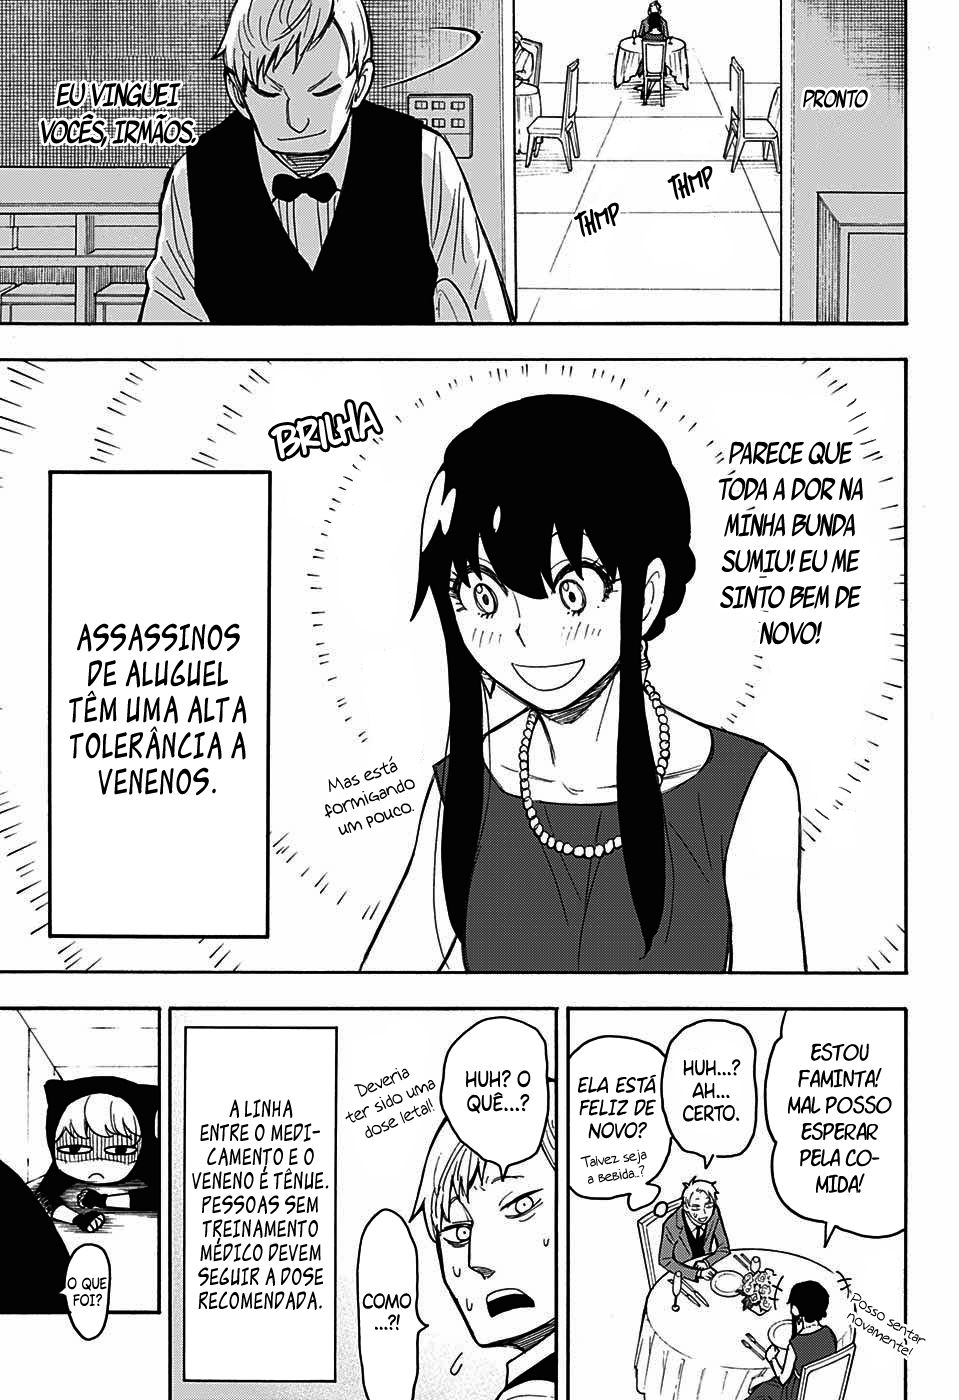 PRONTO
THMP
THMP
EU VINGUEI
VOCÊS, IRMÃOS.
PARECE QUE
TODA A DOR NA
MINHA BUNDA
SUMIU! EU ME
SINTO BEM DE
NOVO!
BRILHA
Mas está
formigando
um pouco.
ASSASSINOS
DE ALUGUEL
TÊM UMA ALTA
TOLERÂNCIA A
VENENOS.
ESTOU
FAMINTA!
MAL POSSO
ESPERAR
PELA CO-
MIDA!
Posso sentar
novamente!
HUH...?
AH...
CERTO.
ELA ESTÁ
FELIZ DE
NOVO?
Talvez seja
a bebida..?
HUH? O
QUÊ...?
Deveria
ter sido uma
dose letal!
COMO
...?!
A LINHA
ENTRE O MEDI-
CAMENTO E O
VENENO É TÊNUE.
PESSOAS SEM
TREINAMENTO
MÉDICO DEVEM
SEGUIR A DOSE
RECOMENDADA.
O QUE
FOI?